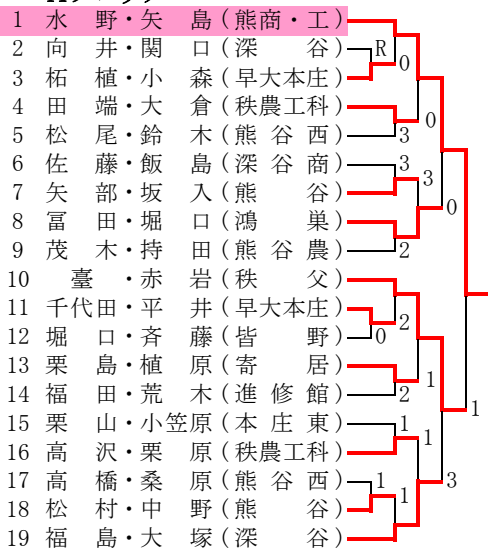 1 水 野・矢 島(熊商・工)
2 向 井・関 口(深 谷)
3 柘 植・小 森(早大本庄)
4 田 端・大 倉(秩農工科)
5 松 尾・鈴 木(熊谷西)
6 佐 藤・飯 島(深谷商)
7 矢 部・坂 入(熊 谷)
8 冨 田・堀 口(鴻 巣)
9 茂 木・持 田(熊谷農)
10 臺 ・赤 岩(秩 父)
11 千代田・平 井(早大本庄)
12 堀 口・斉 藤(皆 野)
13 栗 島・植 原(寄 居)
14 福 田・荒 木(進修館)
15 栗 山・小笠原(本庄東)
16 高 沢・栗 原(秩農工科)
17 高 橋・桑 原(熊谷西)
18 松 村・中 野(熊 谷)
19 福 島・大 塚(深 谷)
R
0
0
3
3
3
0
2
2
0
1
2
1
1
1
3
1
1